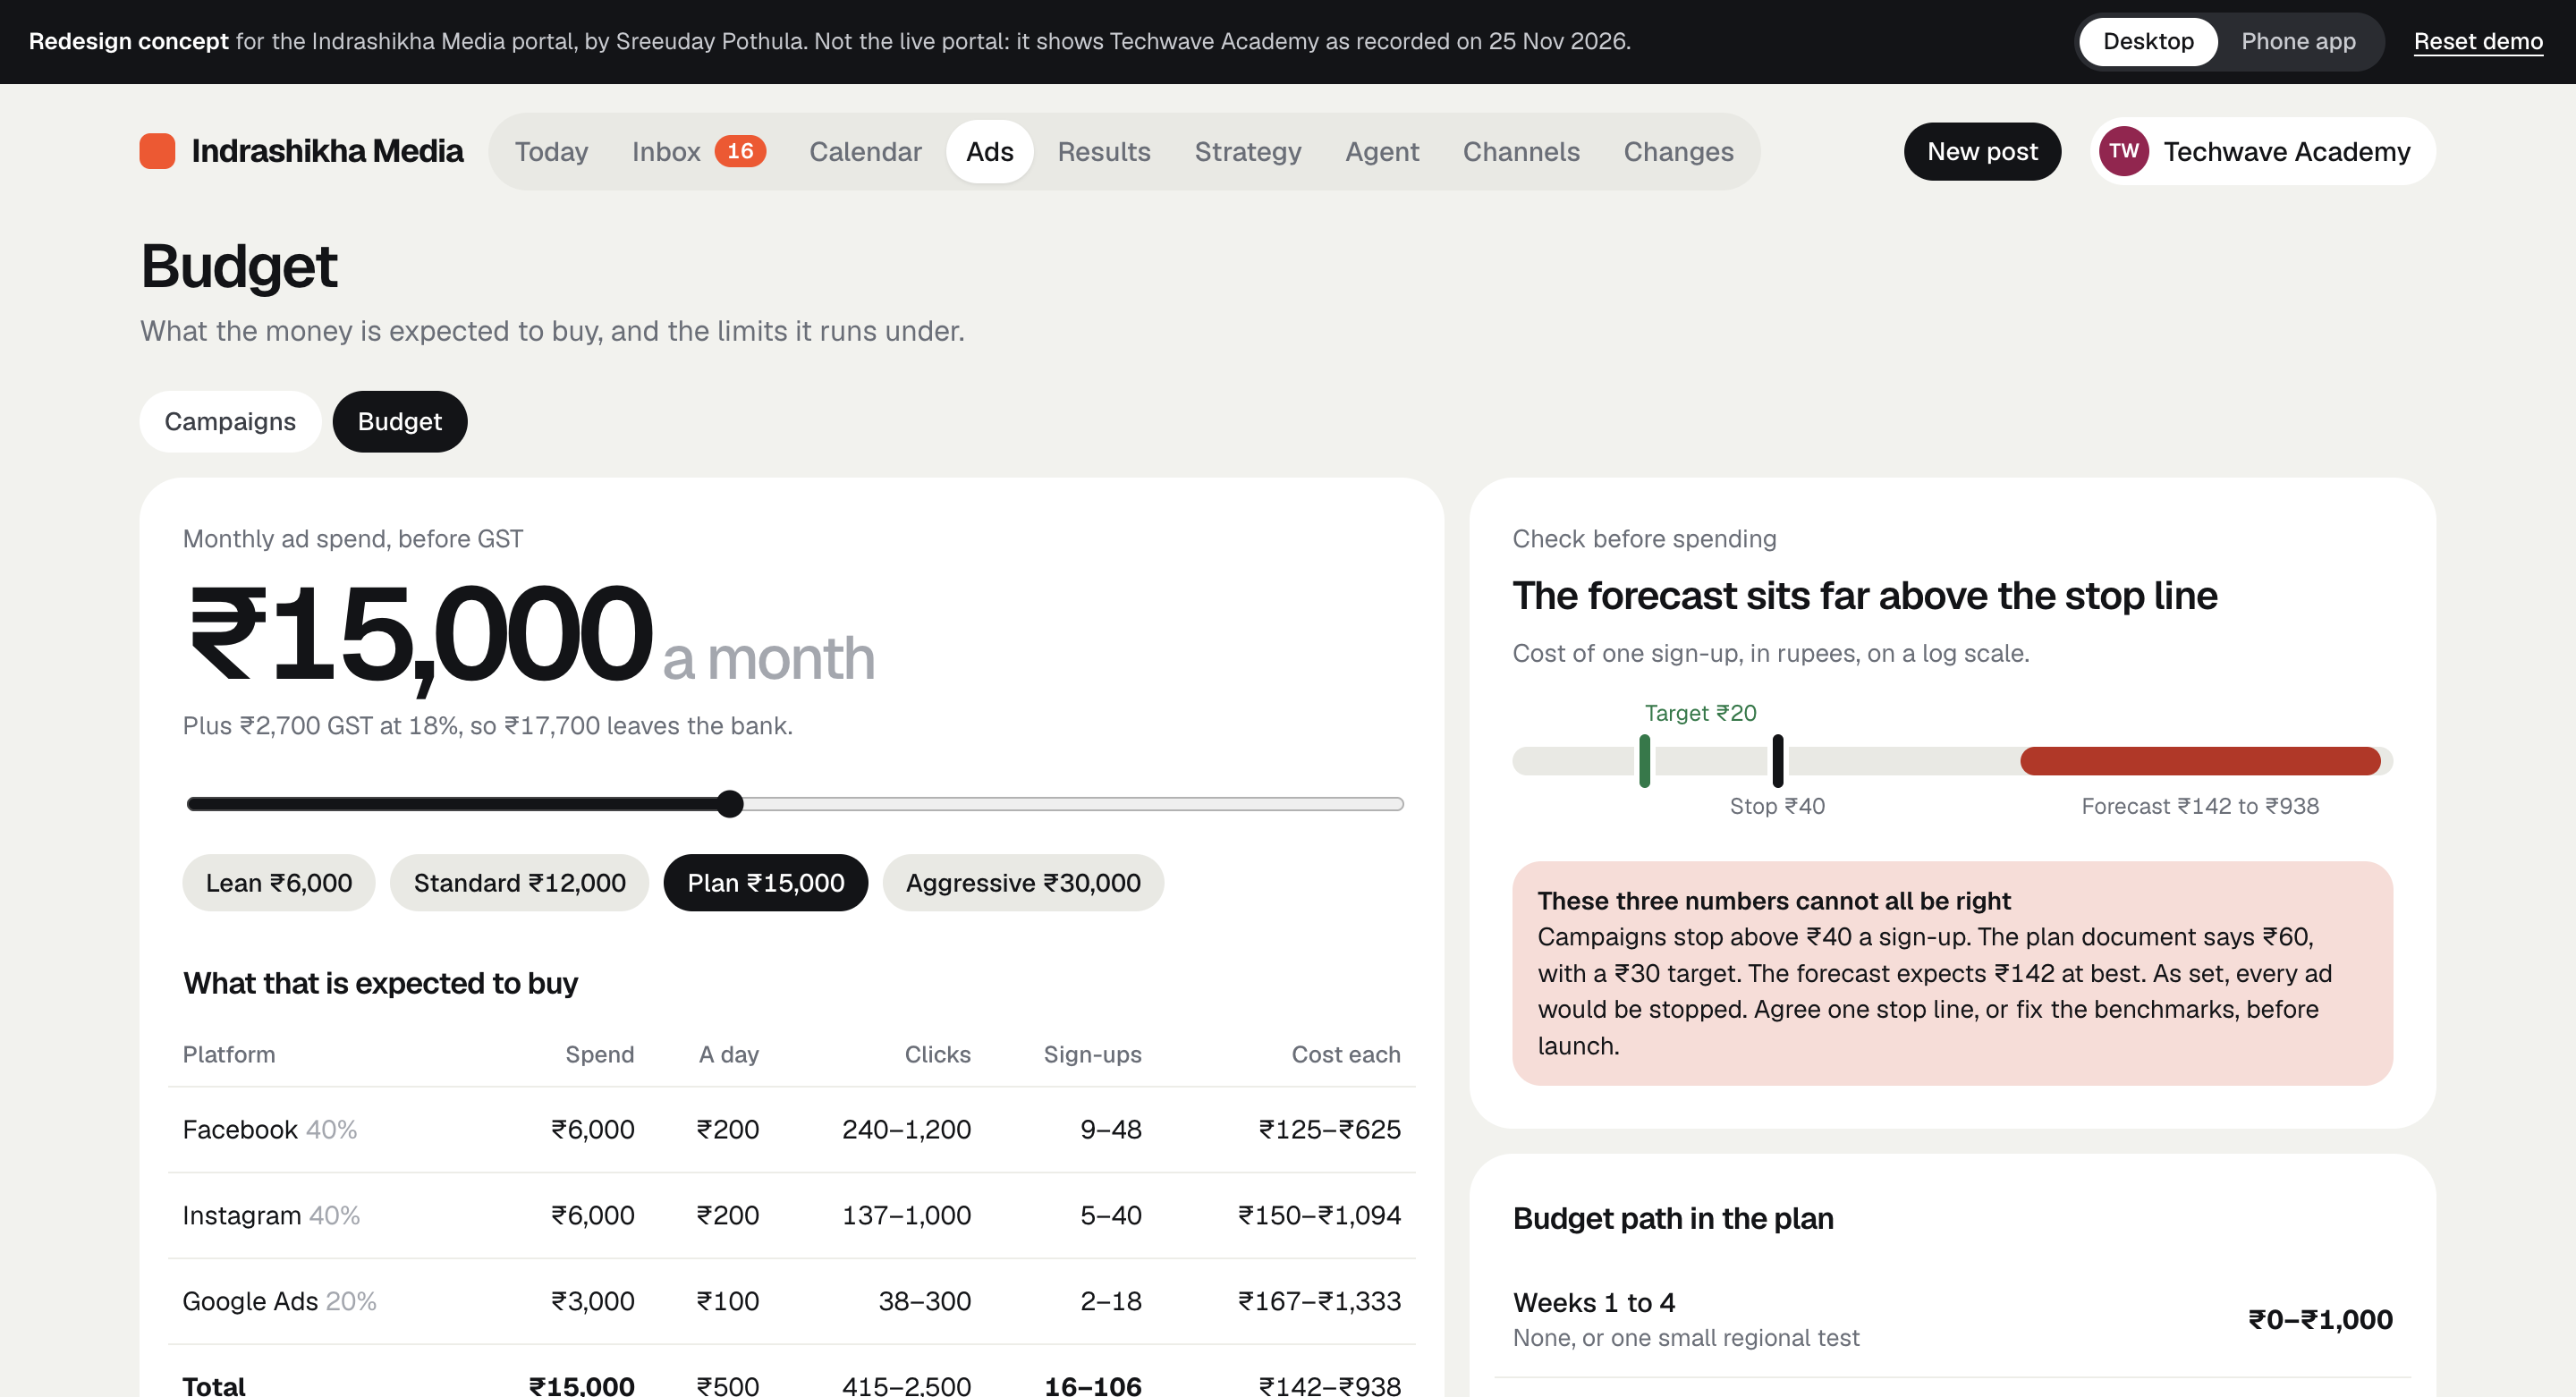 Redesign concept for the Indrashikha Media portal, by Sreeuday Pothula. Not the live portal: it shows Techwave Academy as recorded on 25 Nov 2026.
Desktop
Phone app
Reset demo
Indrashikha Media
Today
Inbox 16
Calendar
Ads
Results
Strategy
Agent
Channels
Changes
New post
TW
Techwave Academy
Budget
What the money is expected to buy, and the limits it runs under.
Campaigns
Budget
Monthly ad spend, before GST
₹15,000 a month
Plus ₹2,700 GST at 18%, so ₹17,700 leaves the bank.
Lean ₹6,000
Standard ₹12,000
Plan ₹15,000
Aggressive ₹30,000
What that is expected to buy
Platform Spend A day Clicks Sign-ups Cost each
Facebook 40% ₹6,000 ₹200 240–1,200 9–48 ₹125–₹625
Instagram 40% ₹6,000 ₹200 137–1,000 5–40 ₹150–₹1,094
Google Ads 20% ₹3,000 ₹100 38–300 2–18 ₹167–₹1,333
Total ₹15,000 ₹500 415–2,500 16–106 ₹142–₹938
Check before spending
The forecast sits far above the stop line
Cost of one sign-up, in rupees, on a log scale.
Target ₹20
Stop ₹40
Forecast ₹142 to ₹938
These three numbers cannot all be right
Campaigns stop above ₹40 a sign-up. The plan document says ₹60,
with a ₹30 target. The forecast expects ₹142 at best. As set, every ad
would be stopped. Agree one stop line, or fix the benchmarks, before
launch.
Budget path in the plan
Weeks 1 to 4
None, or one small regional test
₹0–₹1,000